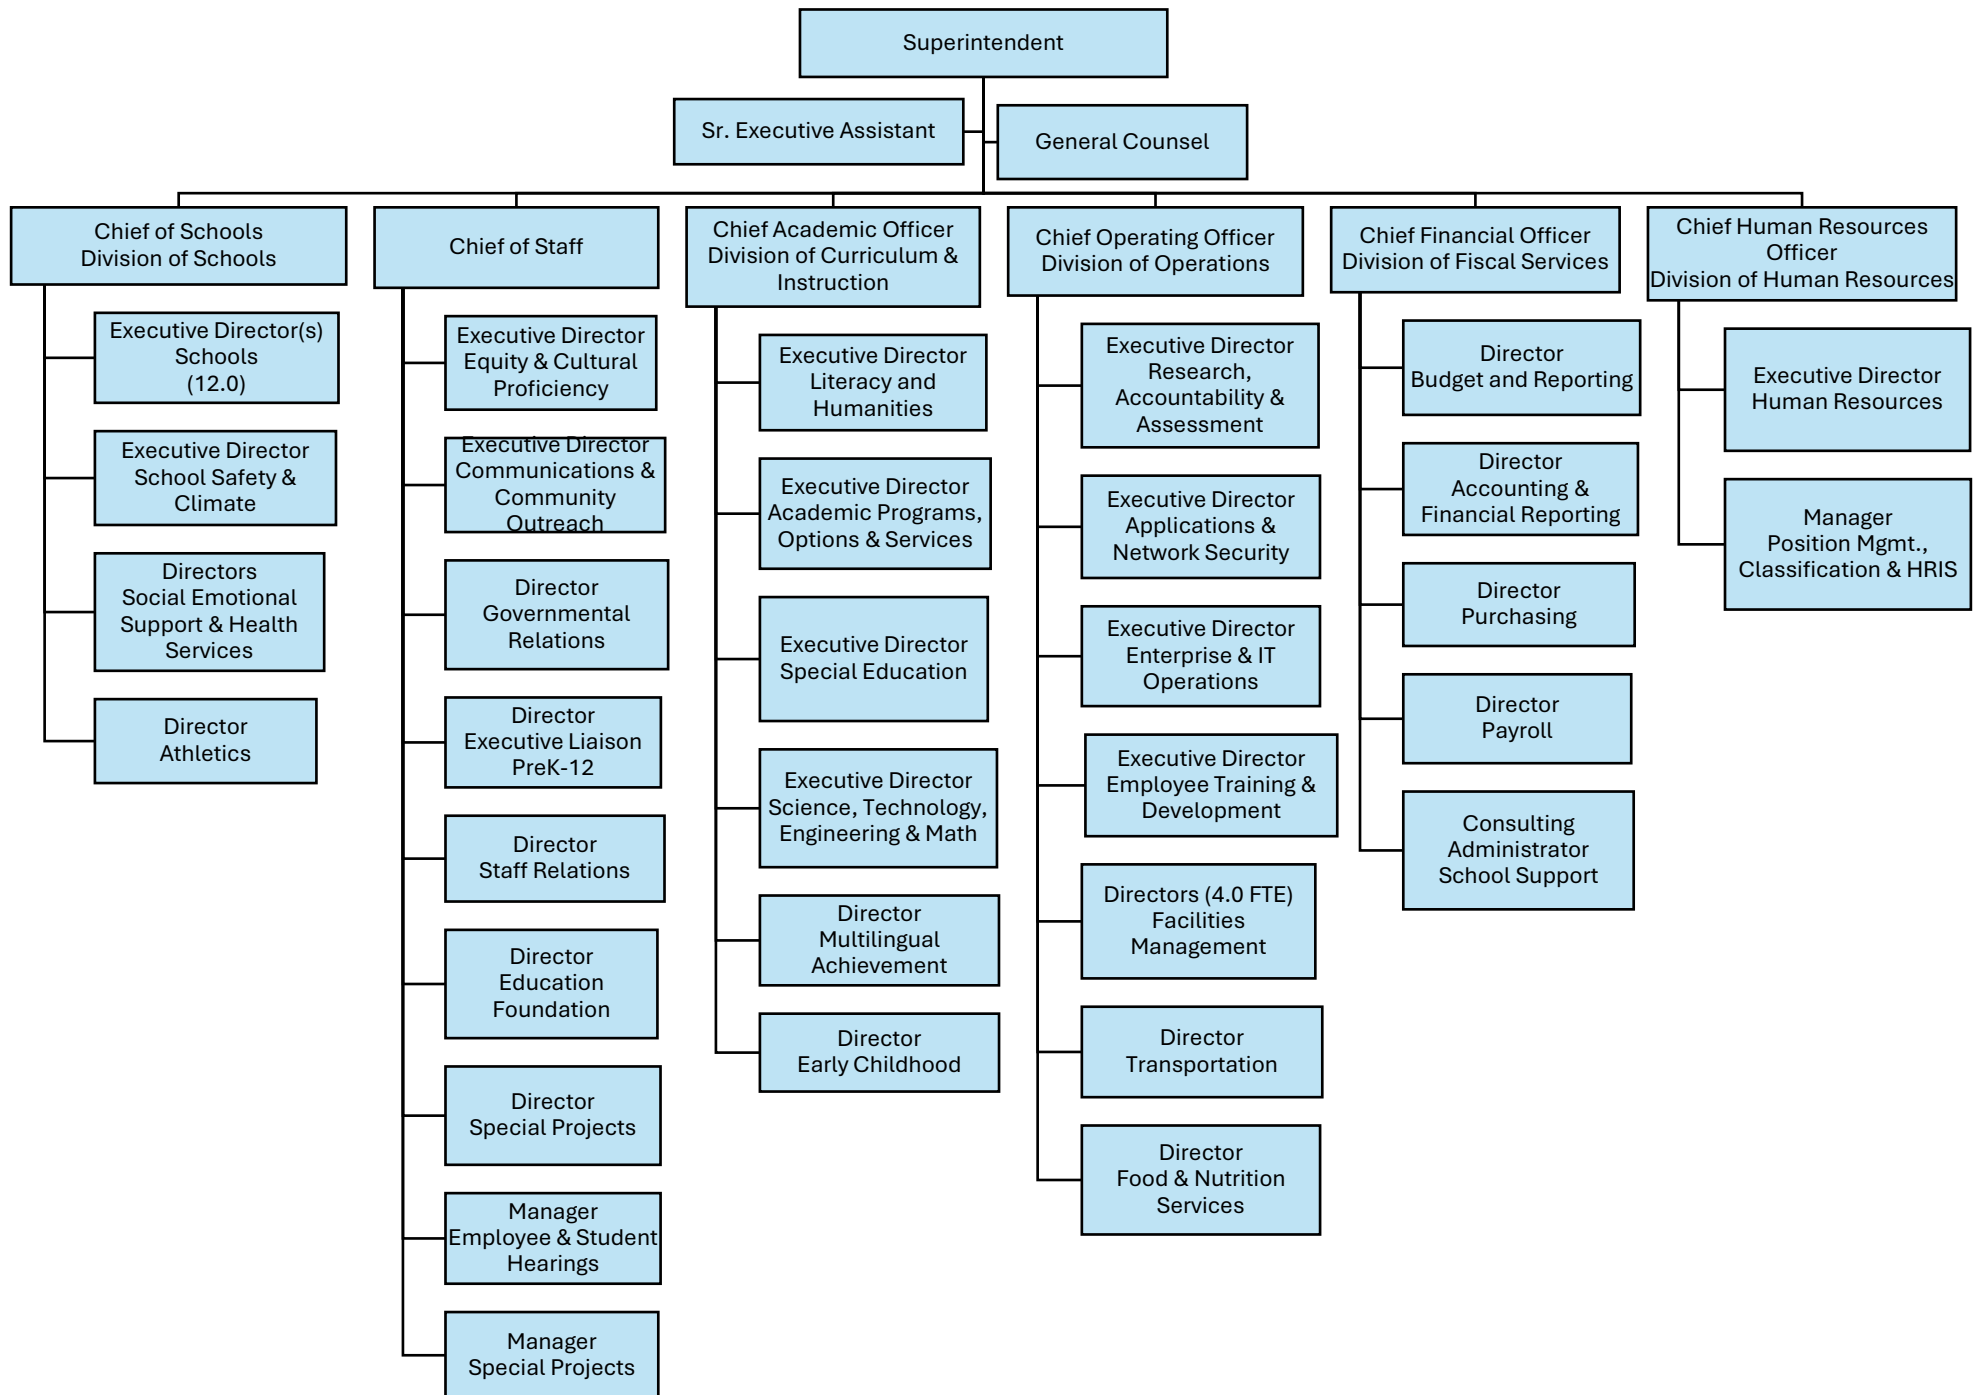 Superintendent
Sr. Executive Assistant
General Counsel
Chief of Schools
Division of Schools
Executive Director(s)
Schools
(12.0)
Executive Director
School Safety &
Climate
Directors
Social Emotional
Support & Health
Services
Director
Athletics
Chief of Staff
Executive Director
Equity & Cultural
Proficiency
Executive Director
Communications &
Community
Outreach
Director
Governmental
Relations
Director
Executive Liaison
PreK-12
Director
Staff Relations
Director
Education
Foundation
Director
Special Projects
Manager
Employee & Student
Hearings
Manager
Special Projects
Chief Academic Officer
Division of Curriculum &
Instruction
Executive Director
Literacy and
Humanities
Executive Director
Academic Programs,
Options & Services
Executive Director
Special Education
Executive Director
Science, Technology,
Engineering & Math
Director
Multilingual
Achievement
Director
Early Childhood
Chief Operating Officer
Division of Operations
Executive Director
Research,
Accountability &
Assessment
Executive Director
Applications &
Network Security
Executive Director
Enterprise & IT
Operations
Executive Director
Employee Training &
Development
Directors (4.0 FTE)
Facilities
Management
Director
Transportation
Director
Food & Nutrition
Services
Chief Financial Officer
Division of Fiscal Services
Director
Budget and Reporting
Director
Accounting &
Financial Reporting
Director
Purchasing
Director
Payroll
Consulting
Administrator
School Support
Chief Human Resources
Officer
Division of Human Resources
Executive Director
Human Resources
Manager
Position Mgmt.,
Classification & HRIS